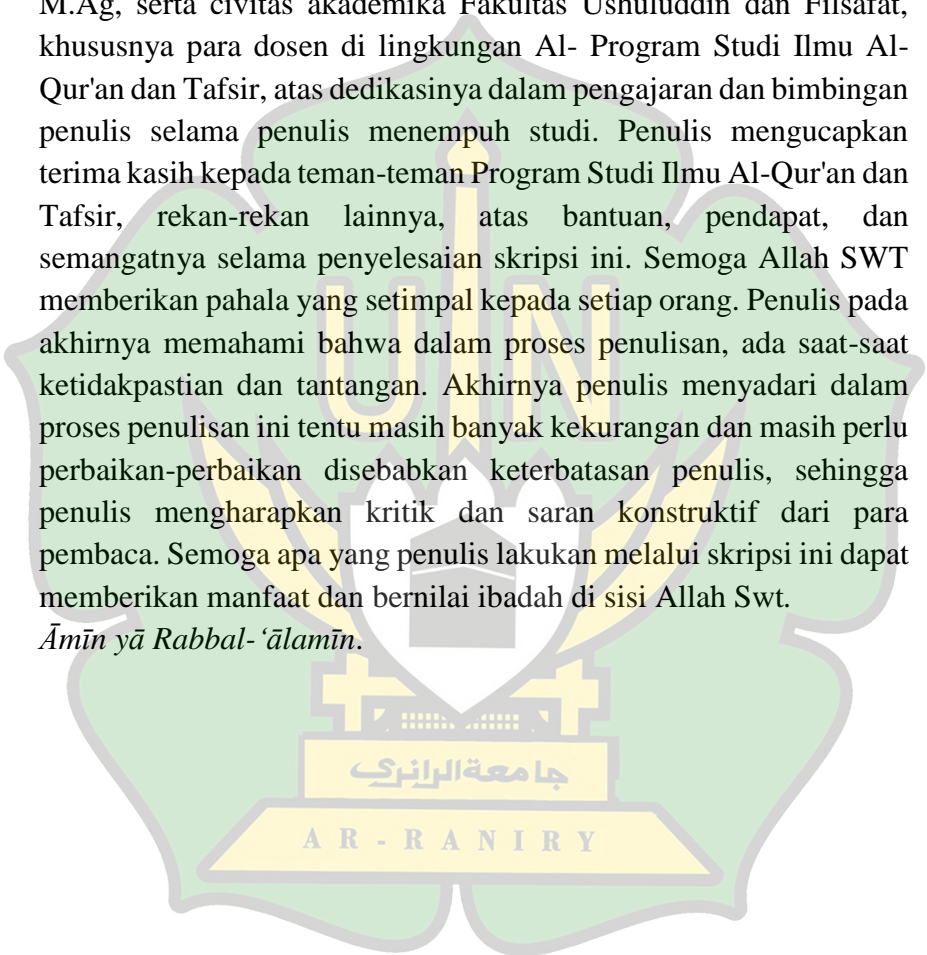 M.Ag, serta civitas akademika Fakultas Ushuluddin dan Filsafat,
khususnya para dosen di lingkungan Al- Program Studi Ilmu Al-
Qur'an dan Tafsir, atas dedikasinya dalam pengajaran dan bimbingan
penulis selama penulis menempuh studi. Penulis mengucapkan
terima kasih kepada teman-teman Program Studi Ilmu Al-Qur'an dan
Tafsir, rekan-rekan lainnya, atas bantuan, pendapat, dan
semangatnya selama penyelesaian skripsi ini. Semoga Allah SWT
memberikan pahala yang setimpal kepada setiap orang. Penulis pada
akhirnya memahami bahwa dalam proses penulisan, ada saat-saat
ketidakpastian dan tantangan. Akhirnya penulis menyadari dalam
proses penulisan ini tentu masih banyak kekurangan dan masih perlu
perbaikan-perbaikan disebabkan keterbatasan penulis, sehingga
penulis mengharapkan kritik dan saran konstruktif dari para
pembaca. Semoga apa yang penulis lakukan melalui skripsi ini dapat
memberikan manfaat dan bernilai ibadah di sisi Allah Swt.
Āmīn yā Rabbal-‘ālamīn.
UIN
جامعة الرانري
AR-RANIRY